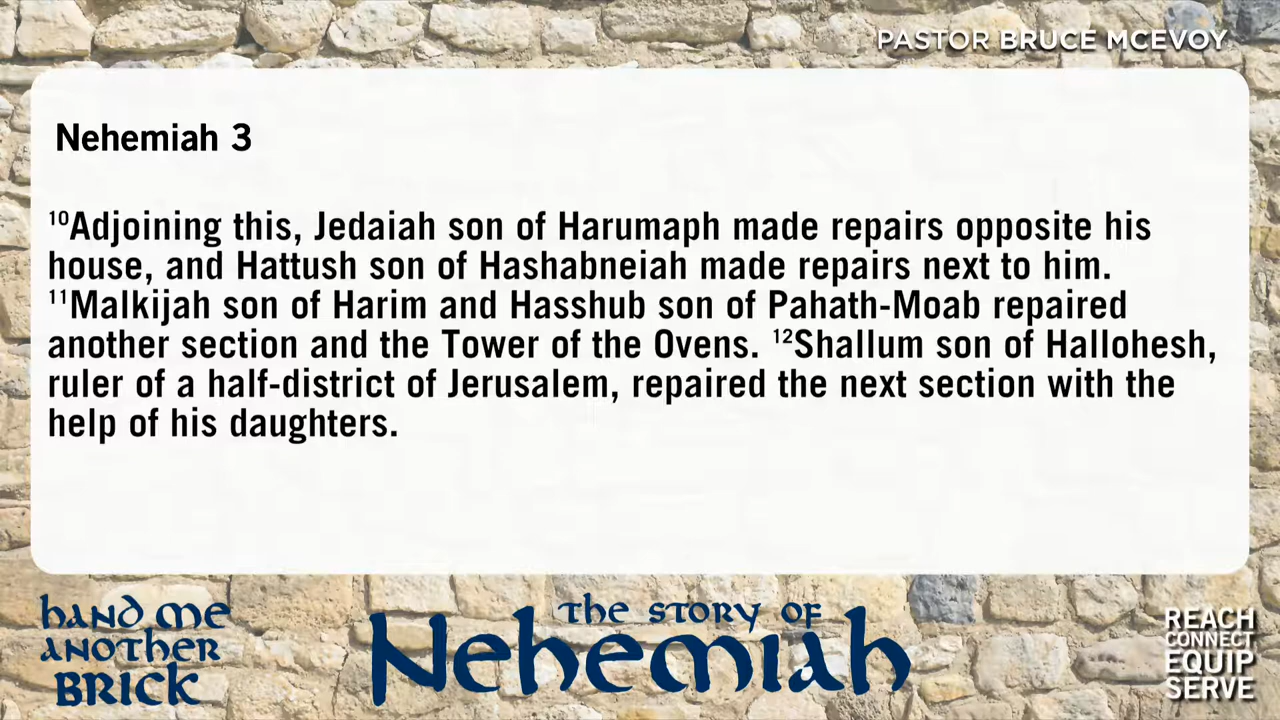 PASTOR BRUCE MCEVOY
Nehemiah 3
¹⁰Adjoining this, Jedaiah son of Harumaph made repairs opposite his
house, and Hattush son of Hashabneiah made repairs next to him.
¹¹Malkijah son of Harim and Hasshub son of Pahath-Moab repaired
another section and the Tower of the Ovens. ¹²Shallum son of Hallohesh,
ruler of a half-district of Jerusalem, repaired the next section with the
help of his daughters.
hand me
another
BRICK
the story of
Nehemiah
REACH
CONNECT
EQUIP
SERVE